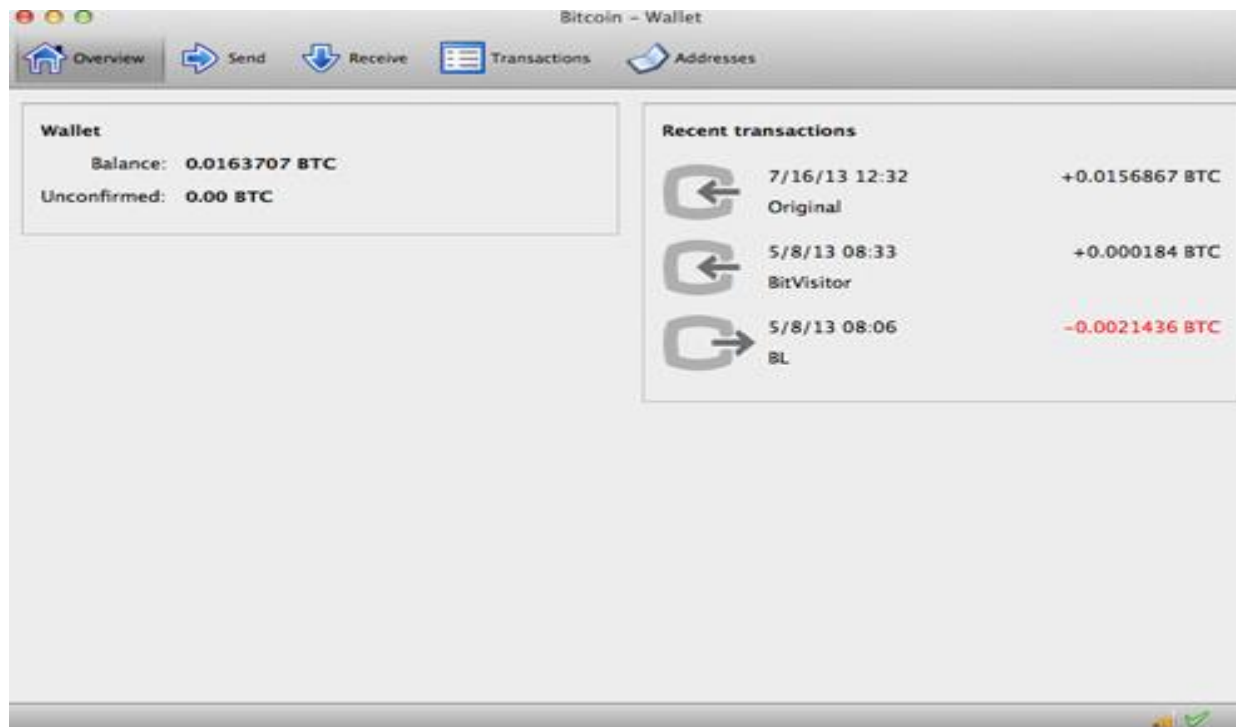 Bitcoin - Wallet
Overview Send Receive Transactions Addresses
Wallet
Balance: 0.0163707 BTC
Unconfirmed: 0.00 BTC
Recent transactions
7/16/13 12:32 +0.0156867 BTC
Original
5/8/13 08:33 +0.000184 BTC
BitVisitor
5/8/13 08:06 -0.0021436 BTC
BL